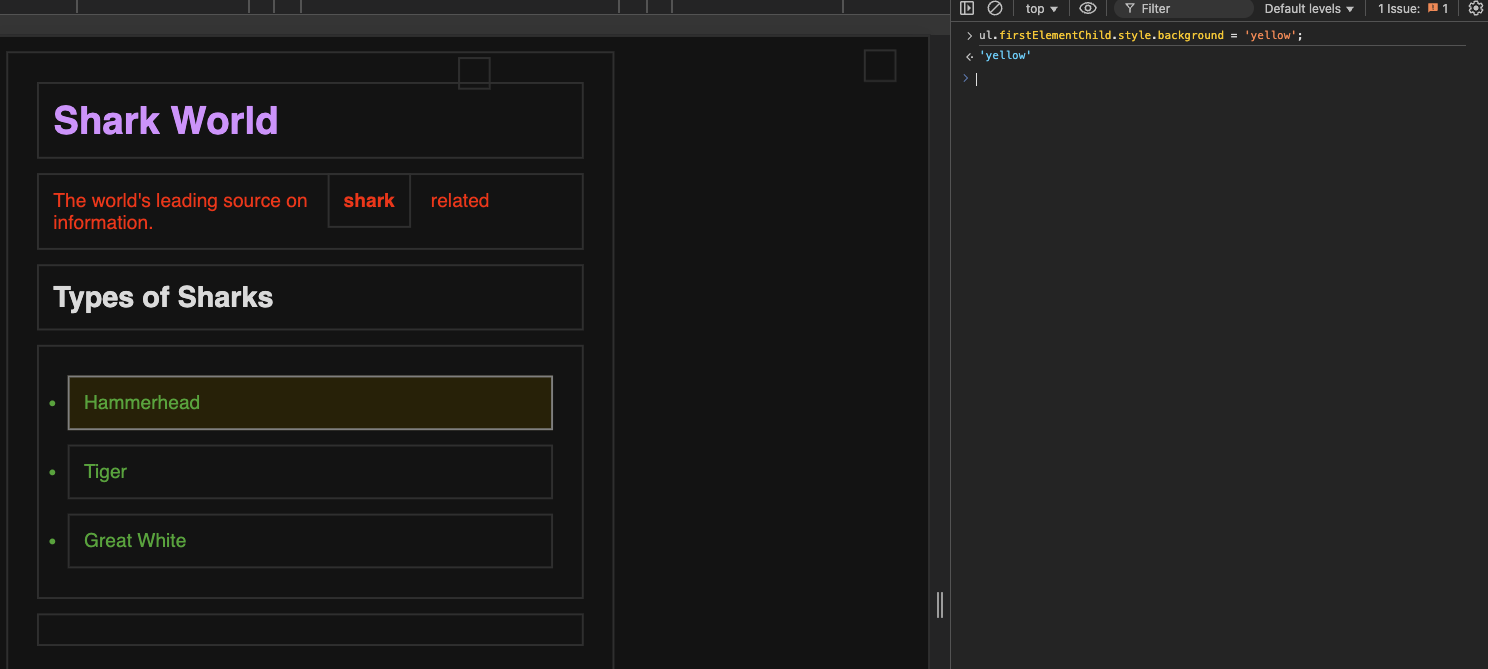 top ▼ Filter Default levels ▼ 1 Issue: 1
> ul.firstElementChild.style.background = 'yellow';
< 'yellow'
>
Shark World
The world's leading source on shark related
information.
Types of Sharks
• Hammerhead
• Tiger
• Great White